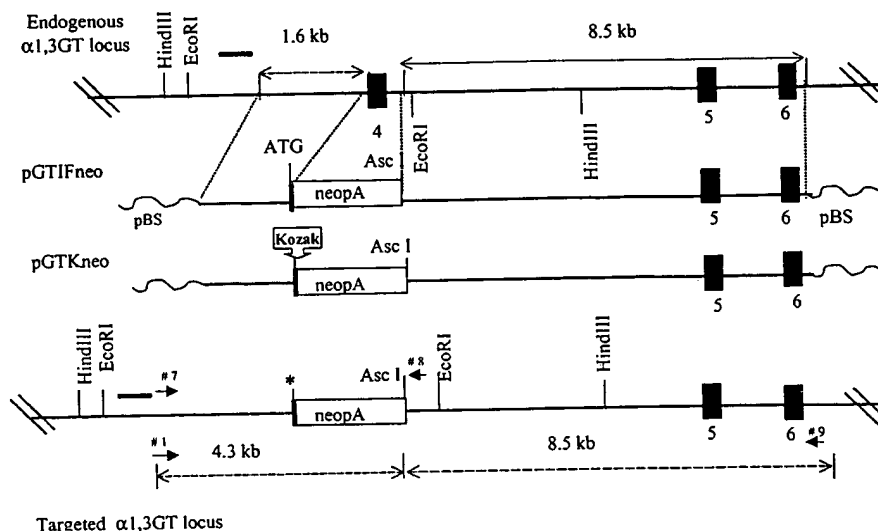 Endogenous
α1,3GT locus
HindIII
EcoRI
1.6 kb
8.5 kb
4
EcoRI
HindIII
5
6
ATG
Asc
pGTIFneo
neopA
pBS
5
6
pBS
Kozak
Asc I
pGTKneo
neopA
5
6
HindIII
EcoRI
#7
*
Asc I
#8
EcoRI
HindIII
neopA
5
6
#9
#1
4.3 kb
8.5 kb
Targeted α1,3GT locus